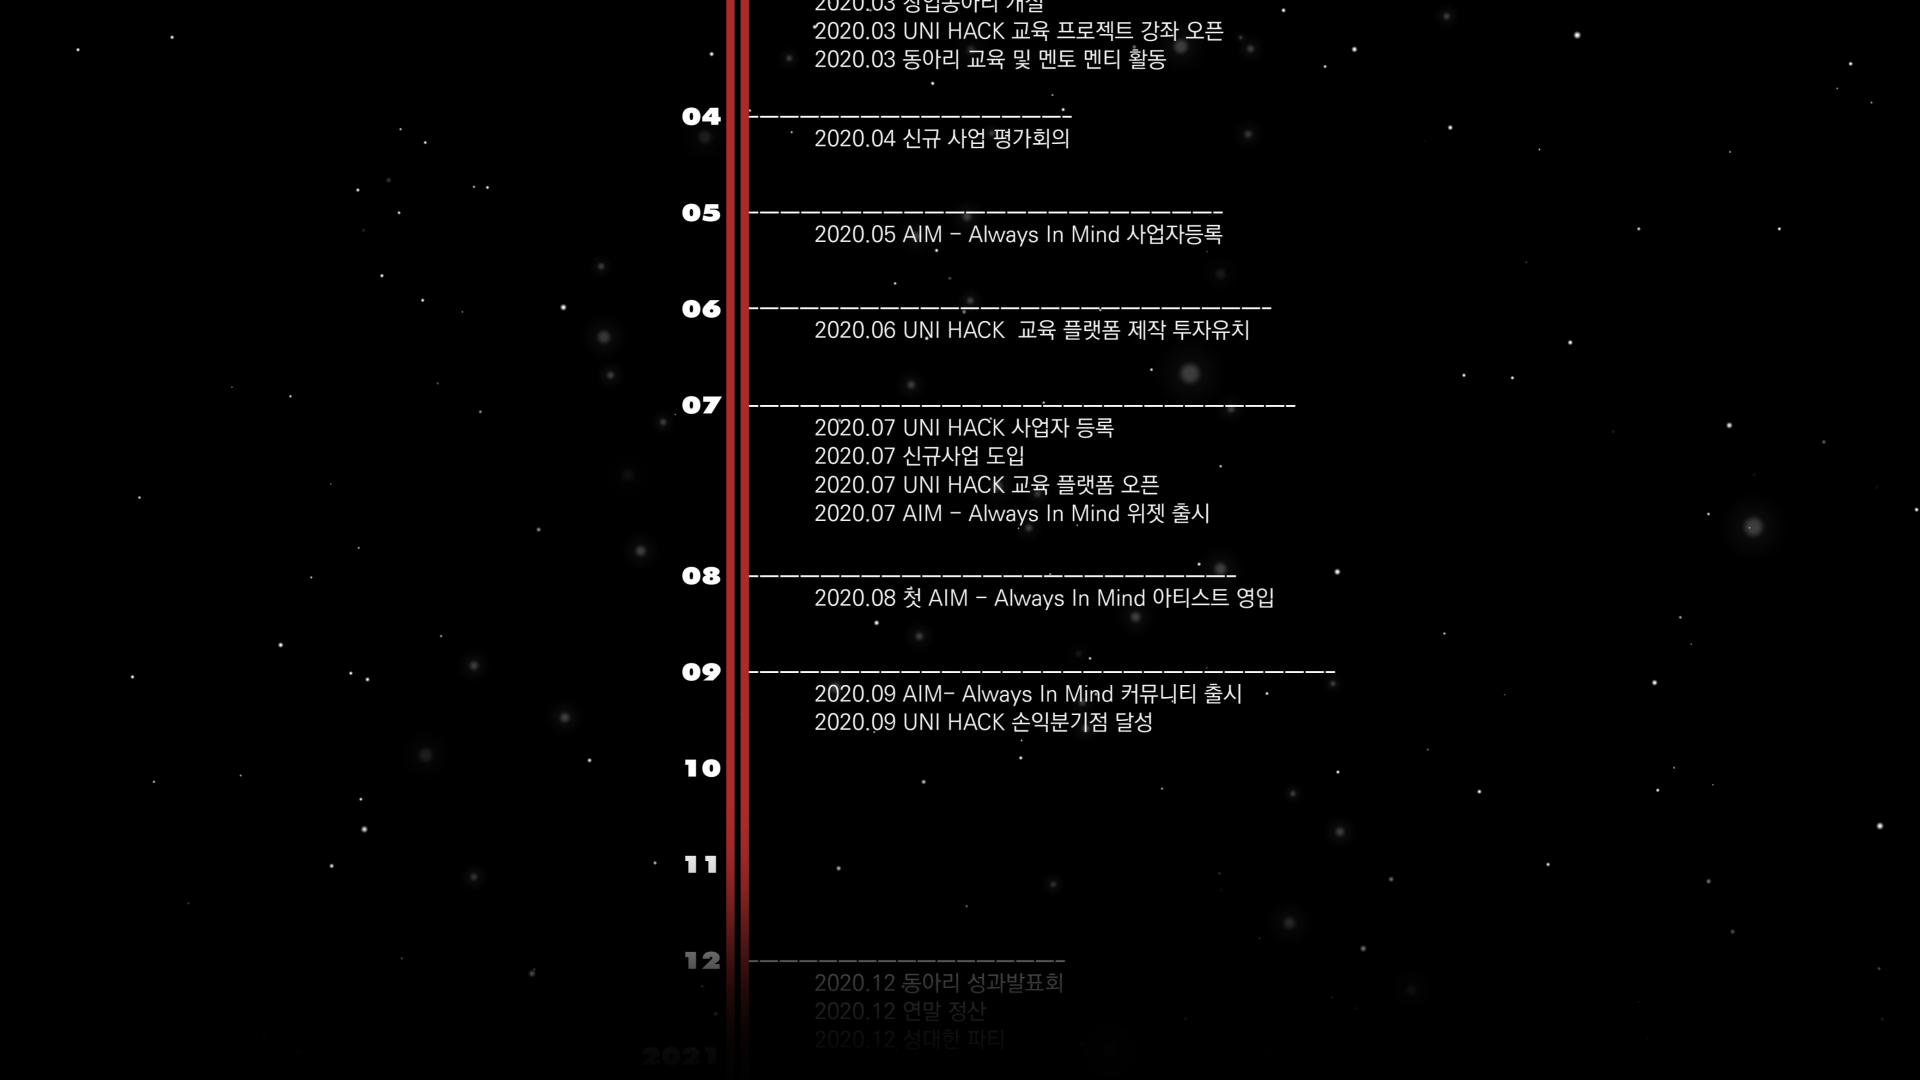 2020.03 창업동아리 개설
2020.03 UNI HACK 교육 프로젝트 강좌 오픈
2020.03 동아리 교육 및 멘토 멘티 활동
04
2020.04 신규 사업 평가회의
05
2020.05 AIM - Always In Mind 사업자등록
06
2020.06 UNI HACK 교육 플랫폼 제작 투자유치
07
2020.07 UNI HACK 사업자 등록
2020.07 신규사업 도입
2020.07 UNI HACK 교육 플랫폼 오픈
2020.07 AIM - Always In Mind 위젯 출시
08
2020.08 첫 AIM - Always In Mind 아티스트 영입
09
2020.09 AIM- Always In Mind 커뮤니티 출시
2020.09 UNI HACK 손익분기점 달성
10
11
12
2020.12 동아리 성과발표회
2020.12 연말 정산
2020.12 성대한 파티
2021